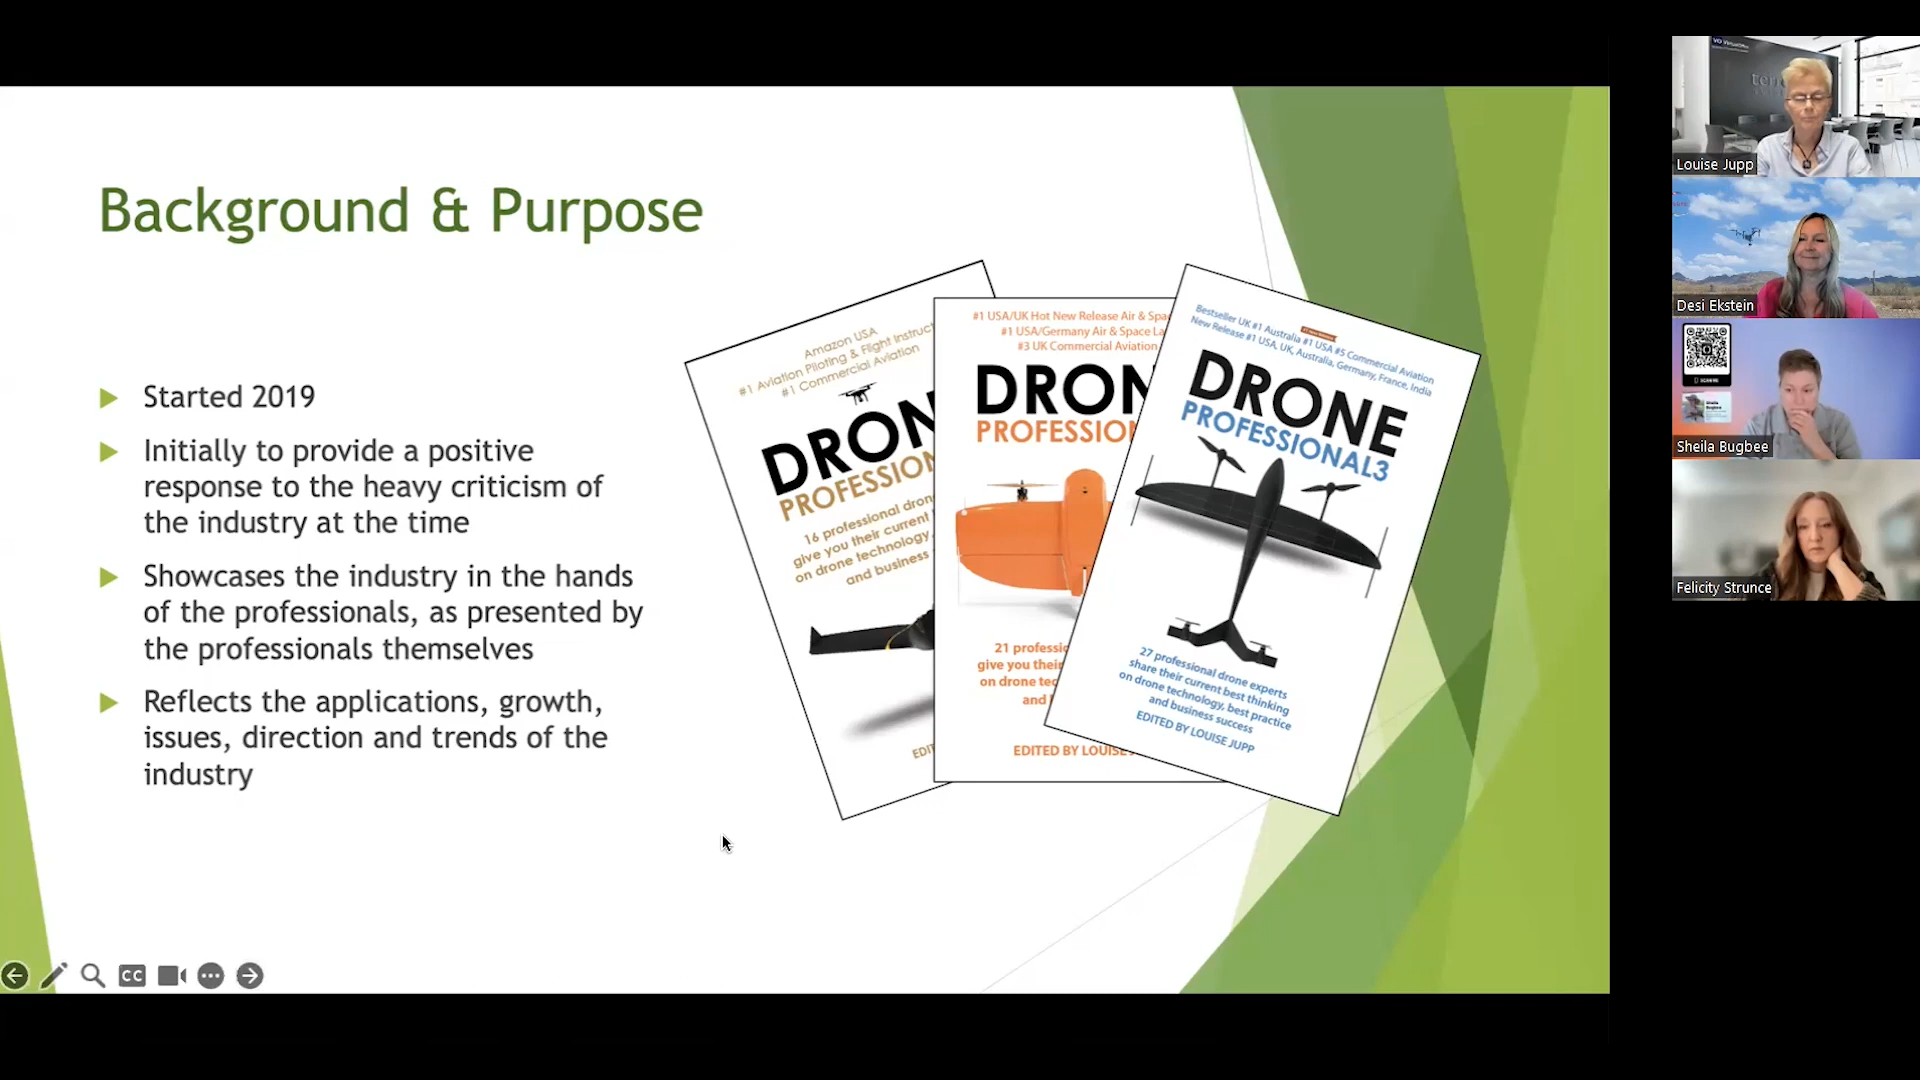 Background & Purpose
Started 2019
Initially to provide a positive
response to the heavy criticism of
the industry at the time
Showcases the industry in the hands
of the professionals, as presented by
the professionals themselves
Reflects the applications, growth,
issues, direction and trends of the
industry
Amazon USA
#1 Aviation Piloting & Flight Instruct
#1 Commercial Aviation
DRON
PROFESSION
16 professional dron
give you their current
on drone technology,
and business
EDIT
#1 USA/UK Hot New Release Air & Spa
#1 USA/Germany Air & Space La
#3 UK Commercial Aviation
DRON
PROFESSION
21 professio
give you their
on drone tec
and
EDITED BY LOUISE
Bestseller UK #1 Australia #1 USA #5 Commercial Aviation
New Release #1 USA, UK, Australia, Germany, France, India
DRONE
PROFESSIONAL3
27 professional drone experts
share their current best thinking
on drone technology, best practice
and business success
EDITED BY LOUISE JUPP
CC
Louise Jupp
Desi Ekstein
Sheila Bugbee
Felicity Strunce